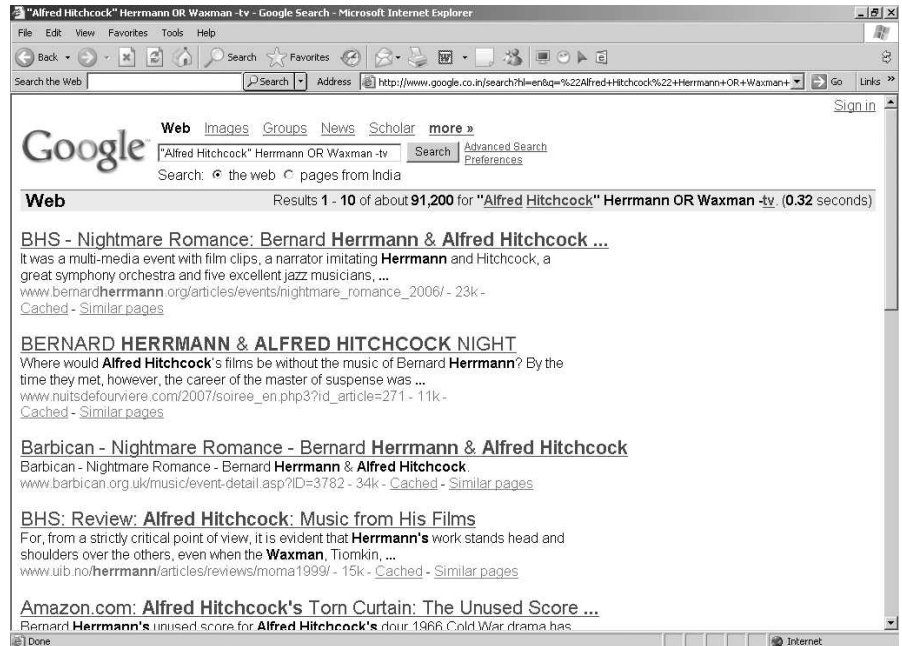 "Alfred Hitchcock" Herrmann OR Waxman -tv - Google Search - Microsoft Internet Explorer
File Edit View Favorites Tools Help
Back Search Favorites
Search the Web Search Address http://www.google.co.in/search?hl=en&q=%22Alfred+Hitchcock%22+Herrmann+OR+Waxman+ Go Links »
Sign in
Google
Web Images Groups News Scholar more »
"Alfred Hitchcock" Herrmann OR Waxman -tv Search Advanced Search
Preferences
Search: the web pages from India
Web Results 1 - 10 of about 91,200 for "Alfred Hitchcock" Herrmann OR Waxman -tv. (0.32 seconds)
BHS - Nightmare Romance: Bernard Herrmann & Alfred Hitchcock ...
It was a multi-media event with film clips, a narrator imitating Herrmann and Hitchcock, a
great symphony orchestra and five excellent jazz musicians, ...
www.bernardherrmann.org/articles/events/nightmare_romance_2006/ - 23k -
Cached - Similar pages
BERNARD HERRMANN & ALFRED HITCHCOCK NIGHT
Where would Alfred Hitchcock's films be without the music of Bernard Herrmann? By the
time they met, however, the career of the master of suspense was ...
www.nuitsdefourviere.com/2007/soiree_en.php3?id_article=271 - 11k -
Cached - Similar pages
Barbican - Nightmare Romance - Bernard Herrmann & Alfred Hitchcock
Barbican - Nightmare Romance - Bernard Herrmann & Alfred Hitchcock.
www.barbican.org.uk/music/event-detail.asp?ID=3782 - 34k - Cached - Similar pages
BHS: Review: Alfred Hitchcock: Music from His Films
For, from a strictly critical point of view, it is evident that Herrmann's work stands head and
shoulders over the others, even when the Waxman, Tiomkin, ...
www.uib.no/herrmann/articles/reviews/moma1999/ - 15k - Cached - Similar pages
Amazon.com: Alfred Hitchcock's Torn Curtain: The Unused Score ...
Bernard Herrmann's unused score for Alfred Hitchcock's dour 1966 Cold War drama has
Done Internet